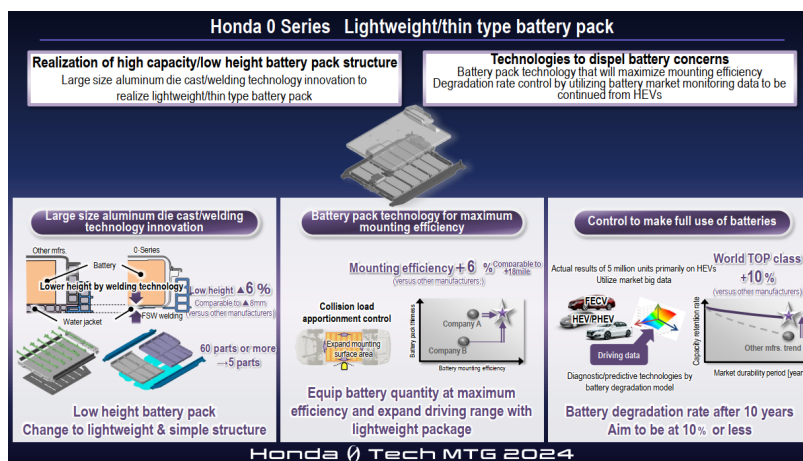 Honda 0 Series Lightweight/thin type battery pack
Realization of high capacity/low height battery pack structure
Large size aluminum die cast/welding technology innovation to
realize lightweight/thin type battery pack
Technologies to dispel battery concerns
Battery pack technology that will maximize mounting efficiency
Degradation rate control by utilizing battery market monitoring data to be
continued from HEVs
Large size aluminum die cast/welding
technology innovation
Other mfrs.
0-Series
Battery
Lower height by welding technology
Low height ▲6 %
Comparable to: ▲ 8mm
(versus other manufacturers:)
Water jacket
FSW welding
60 parts or more
→5 parts
Low height battery pack
Change to lightweight & simple structure
Battery pack technology for maximum
mounting efficiency
Mounting efficiency +6 %
Comparable to:
+18mile
(versus other manufacturers:)
Collision load
apportionment control
Expand mounting
surface area
Battery pack thinness
Company A
Company B
Battery mounting efficiency
Equip battery quantity at maximum
efficiency and expand driving range with
lightweight package
Control to make full use of batteries
Actual results of 5 million units primarily on HEVs
Utilize market big data
World TOP class
+10 %
(versus other manufacturers:)
FECV
HEV/PHEV
Driving data
Diagnostic/predictive technologies by
battery degradation model
Capacity retention rate
Other mfrs. trend
Market durability period [year
Battery degradation rate after 10 years
Aim to be at 10% or less
Honda 0 Tech MTG 2024